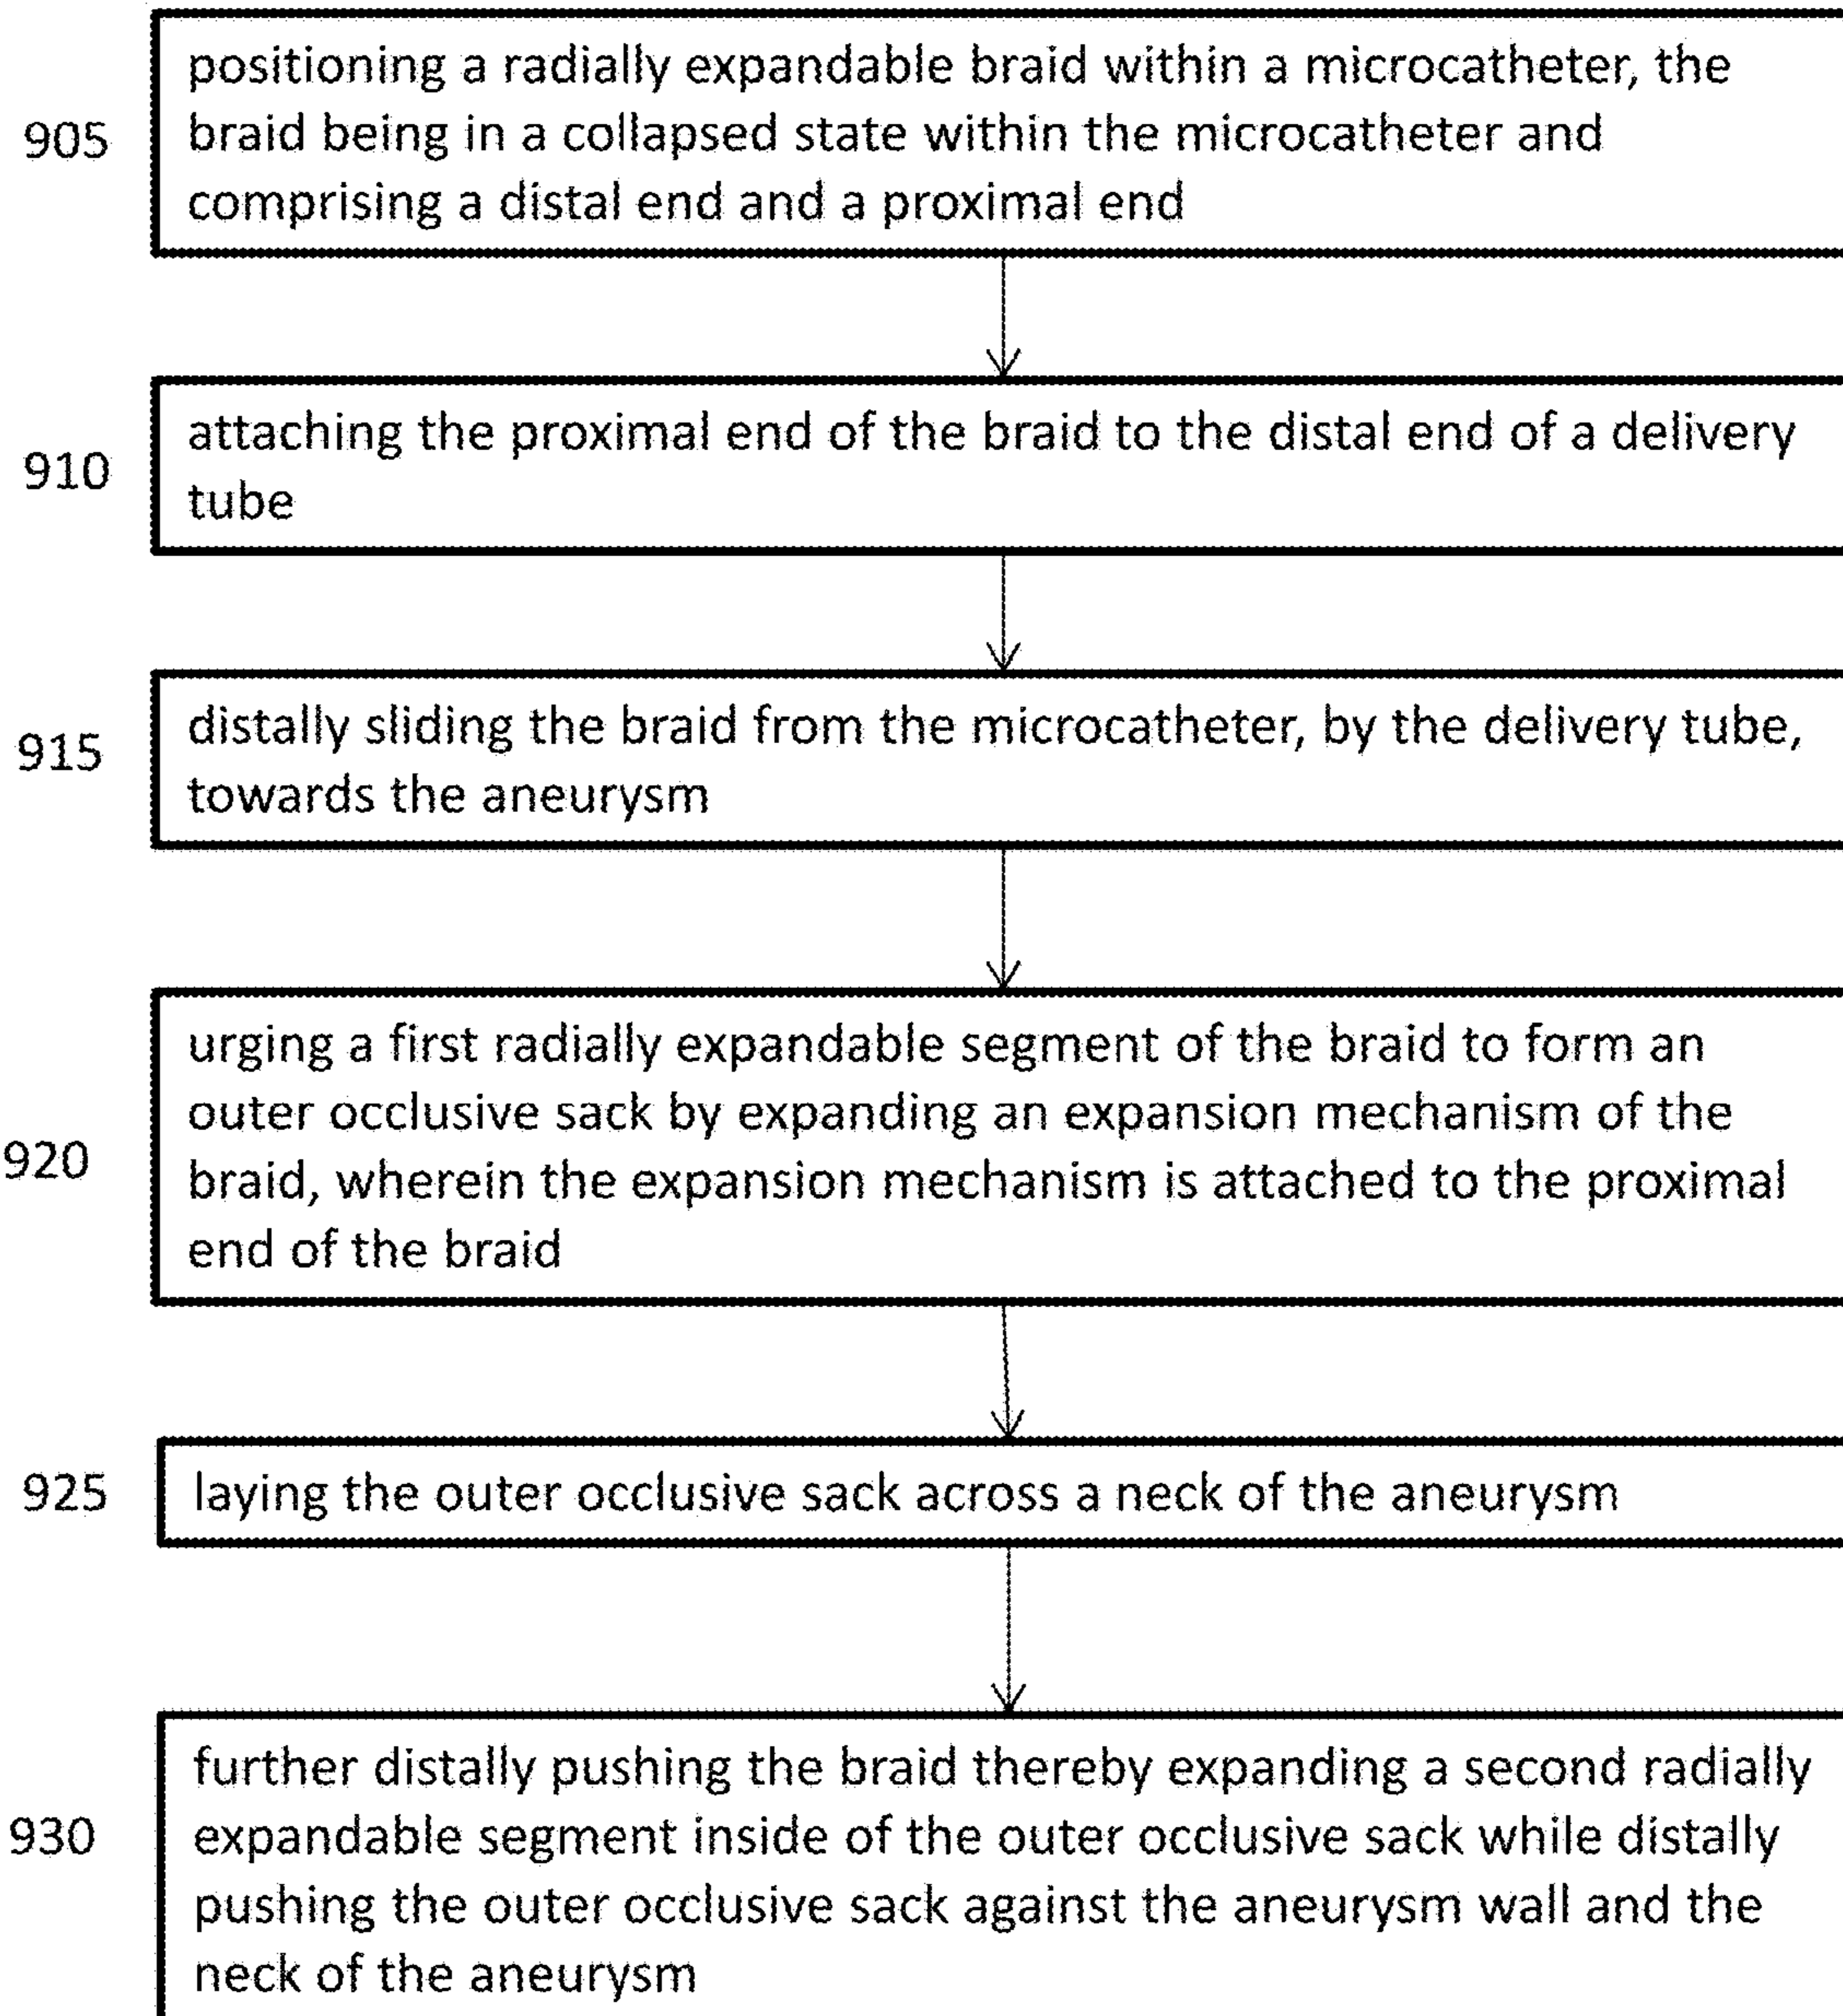 905
positioning a radially expandable braid within a microcatheter, the
braid being in a collapsed state within the microcatheter and
comprising a distal end and a proximal end
910
attaching the proximal end of the braid to the distal end of a delivery
tube
915
distally sliding the braid from the microcatheter, by the delivery tube,
towards the aneurysm
920
urging a first radially expandable segment of the braid to form an
outer occlusive sack by expanding an expansion mechanism of the
braid, wherein the expansion mechanism is attached to the proximal
end of the braid
925
laying the outer occlusive sack across a neck of the aneurysm
930
further distally pushing the braid thereby expanding a second radially
expandable segment inside of the outer occlusive sack while distally
pushing the outer occlusive sack against the aneurysm wall and the
neck of the aneurysm